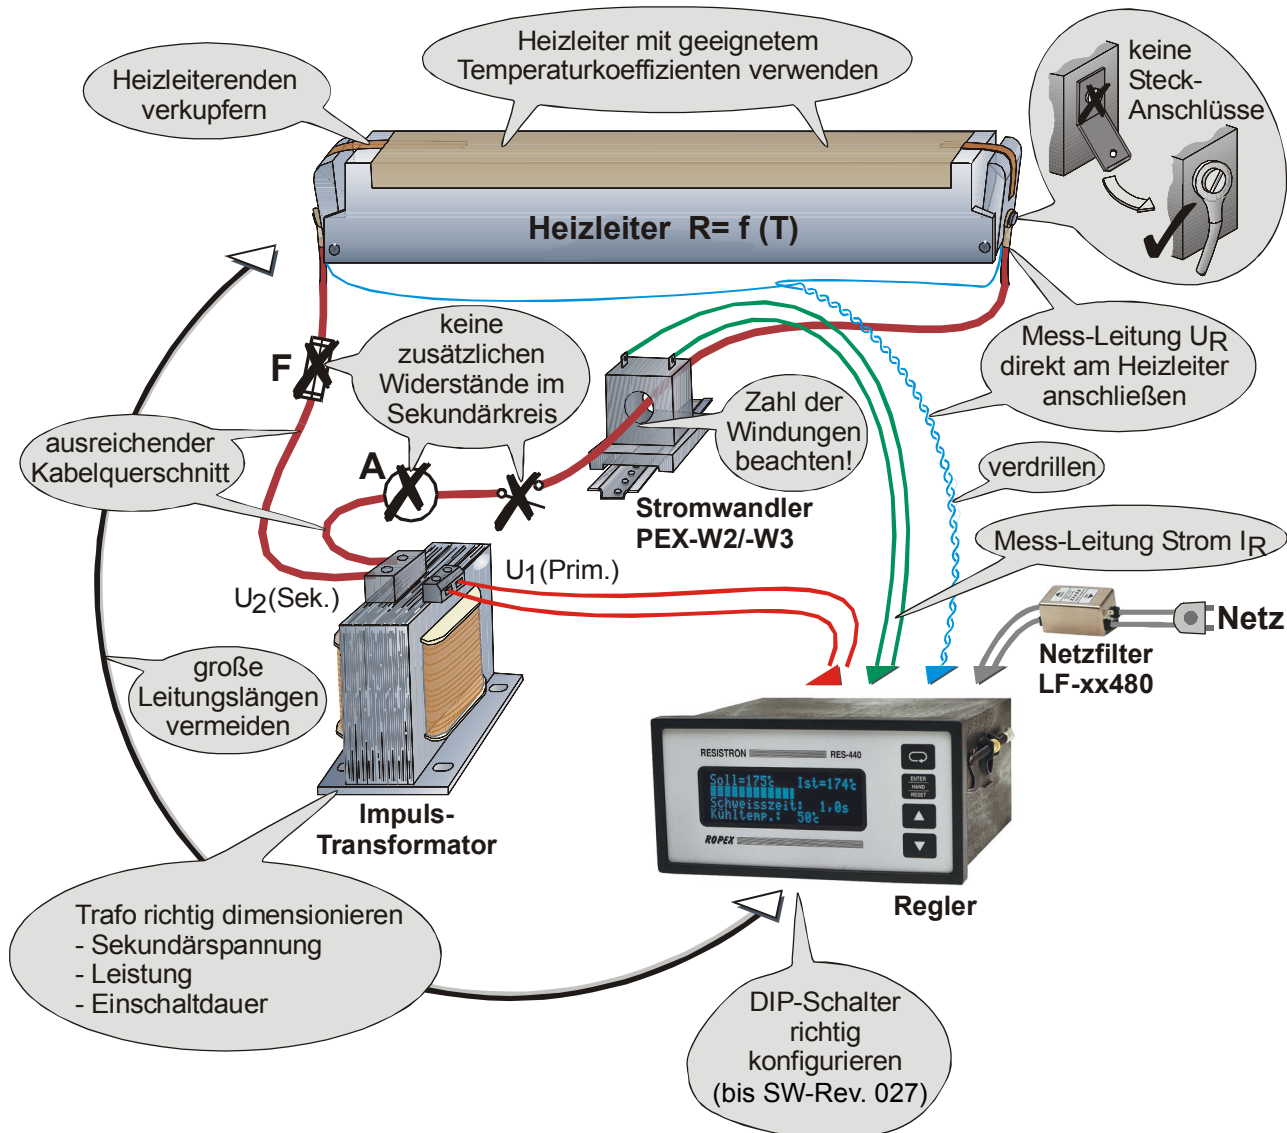 Heizleiterenden
verkupfern
Heizleiter mit geeignetem
Temperaturkoeffizienten verwenden
keine
Steck-
Anschlüsse
Heizleiter R= f (T)
keine
zusätzlichen
Widerstände im
Sekundärkreis
F
Mess-Leitung UR
direkt am Heizleiter
anschließen
Zahl der
Windungen
beachten!
ausreichender
Kabelquerschnitt
A
verdrillen
Stromwandler
PEX-W2/-W3
Mess-Leitung Strom IR
U1(Prim.)
U2(Sek.)
Netz
Netzfilter
LF-xx480
große
Leitungslängen
vermeiden
RESISTRON
RES-440
Soll=175°c Ist=174°c
Schweisszeit: 1,0s
Kühltemp.: 50°c
ROPEX
ENTER
HAND
RESET
Impuls-
Transformator
Regler
Trafo richtig dimensionieren
- Sekundärspannung
- Leistung
- Einschaltdauer
DIP-Schalter
richtig
konfigurieren
(bis SW-Rev. 027)